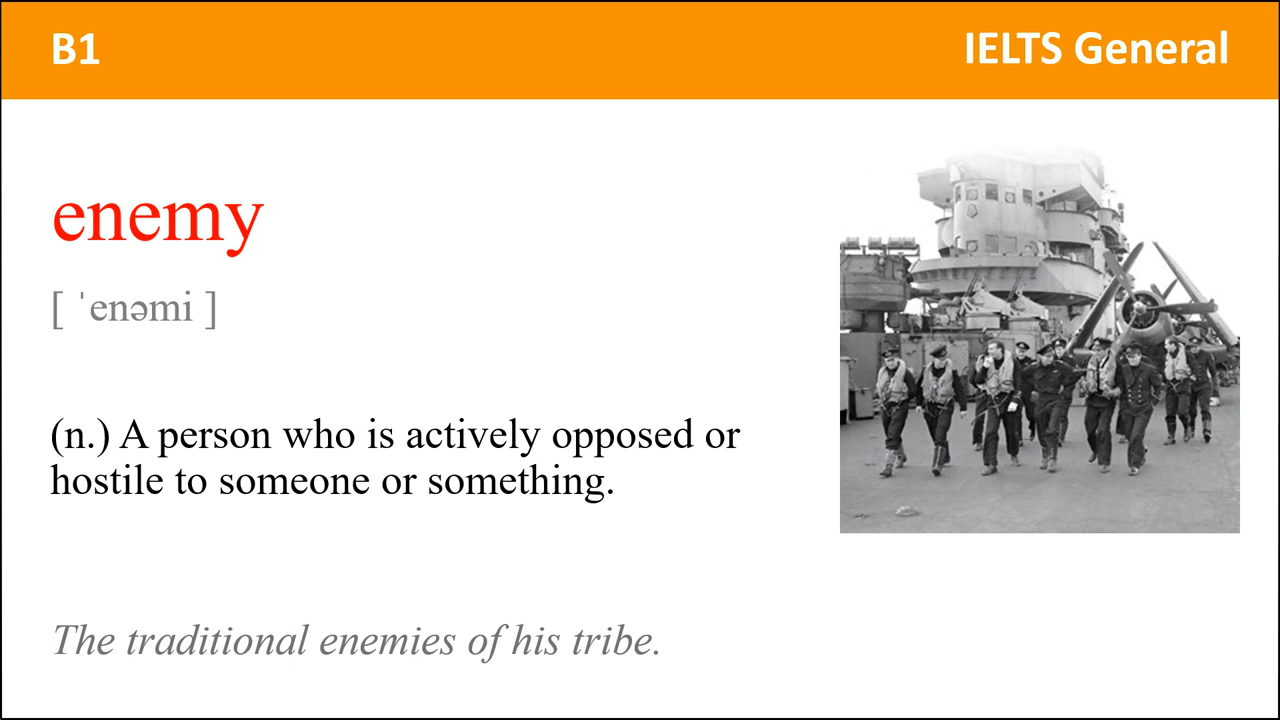 B1
IELTS General
enemy
[ ˈenəmi ]
(n.) A person who is actively opposed or
hostile to someone or something.
The traditional enemies of his tribe.